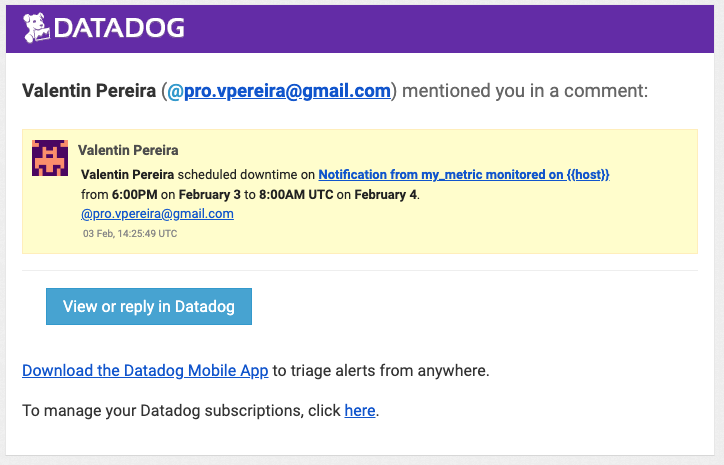 DATADOG
Valentin Pereira (@pro.vpereira@gmail.com) mentioned you in a comment:
Valentin Pereira
Valentin Pereira scheduled downtime on Notification from my_metric monitored on {{host}}
from 6:00PM on February 3 to 8:00AM UTC on February 4.
@pro.vpereira@gmail.com
03 Feb, 14:25:49 UTC
View or reply in Datadog
Download the Datadog Mobile App to triage alerts from anywhere.
To manage your Datadog subscriptions, click here.